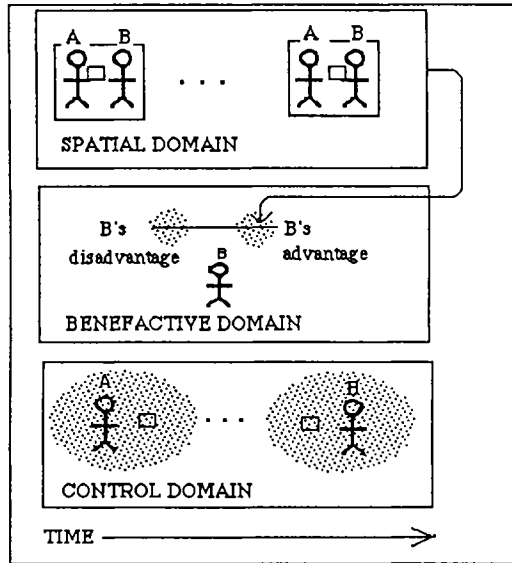 A B A B
. . .
SPATIAL DOMAIN
B's B's
disadvantage advantage
B
BENEFACTIVE DOMAIN
A B
. . .
CONTROL DOMAIN
TIME